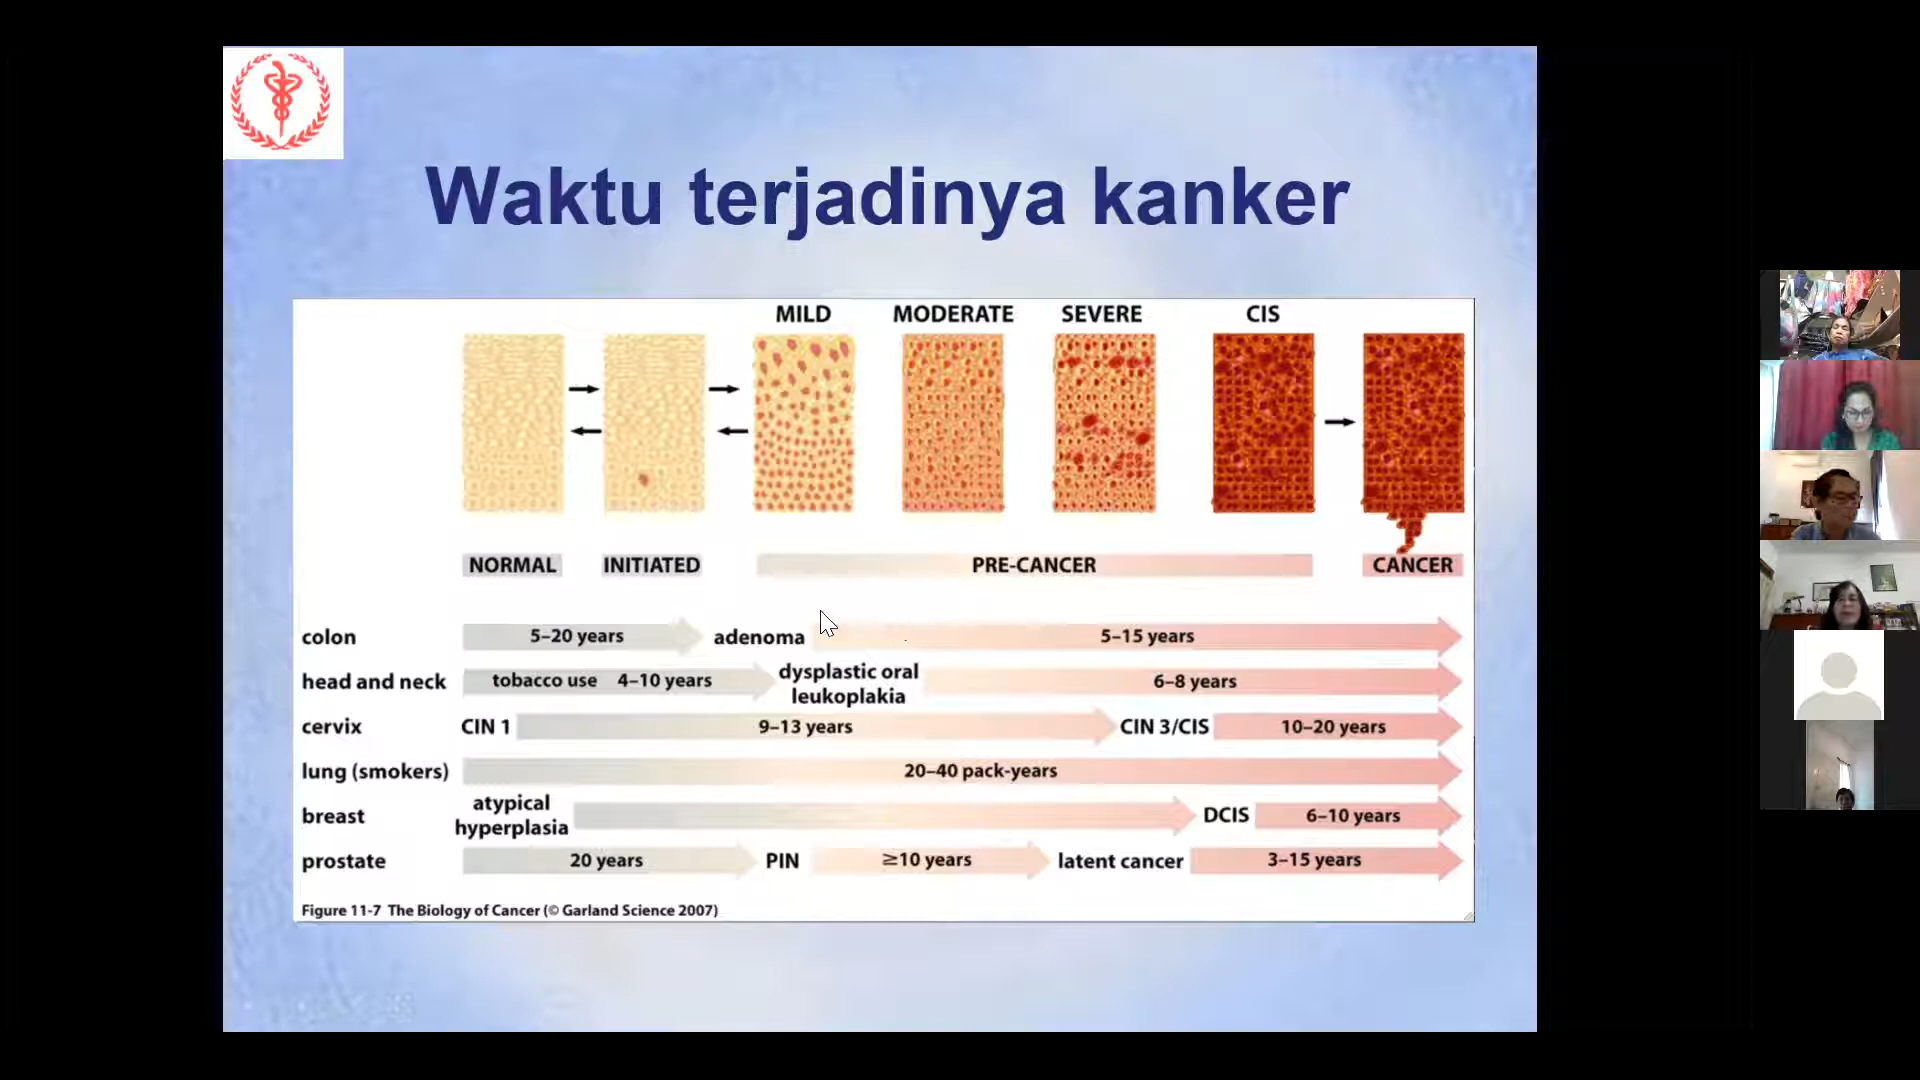 Waktu terjadinya kanker
MILD MODERATE SEVERE CIS
NORMAL INITIATED PRE-CANCER CANCER
colon 5–20 years adenoma 5–15 years
head and neck tobacco use 4–10 years dysplastic oral leukoplakia 6–8 years
cervix CIN 1 9–13 years CIN 3/CIS 10–20 years
lung (smokers) 20–40 pack-years
breast atypical hyperplasia DCIS 6–10 years
prostate 20 years PIN ≥10 years latent cancer 3–15 years
Figure 11-7 The Biology of Cancer (© Garland Science 2007)